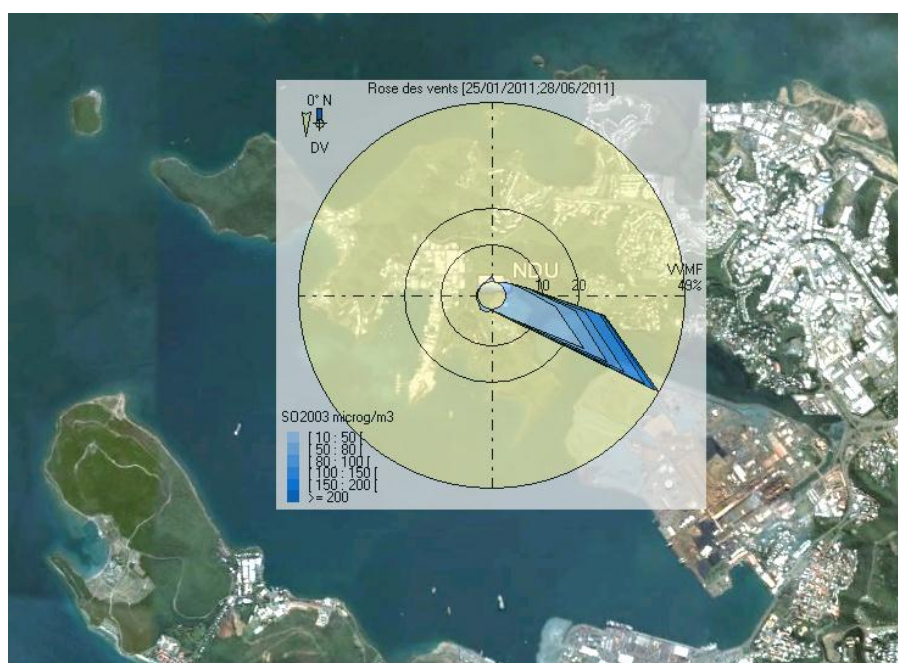 Rose des vents [25/01/2011;28/06/2011]
0° N
DV
NDU
VVMF
10 20 49%
SO2003 microg/m3
[ 10 : 50 [
[ 50 : 80 [
[ 80 : 100 [
[ 100 : 150 [
[ 150 : 200 [
>= 200